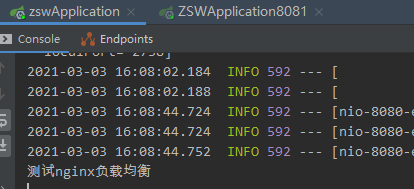 zswApplication ZSWApplication8081
Console Endpoints
2021-03-03 16:08:02.184 INFO 592 --- [
2021-03-03 16:08:02.188 INFO 592 --- [
2021-03-03 16:08:44.724 INFO 592 --- [nio-8080-e
2021-03-03 16:08:44.724 INFO 592 --- [nio-8080-e
2021-03-03 16:08:44.752 INFO 592 --- [nio-8080-e
测试nginx负载均衡